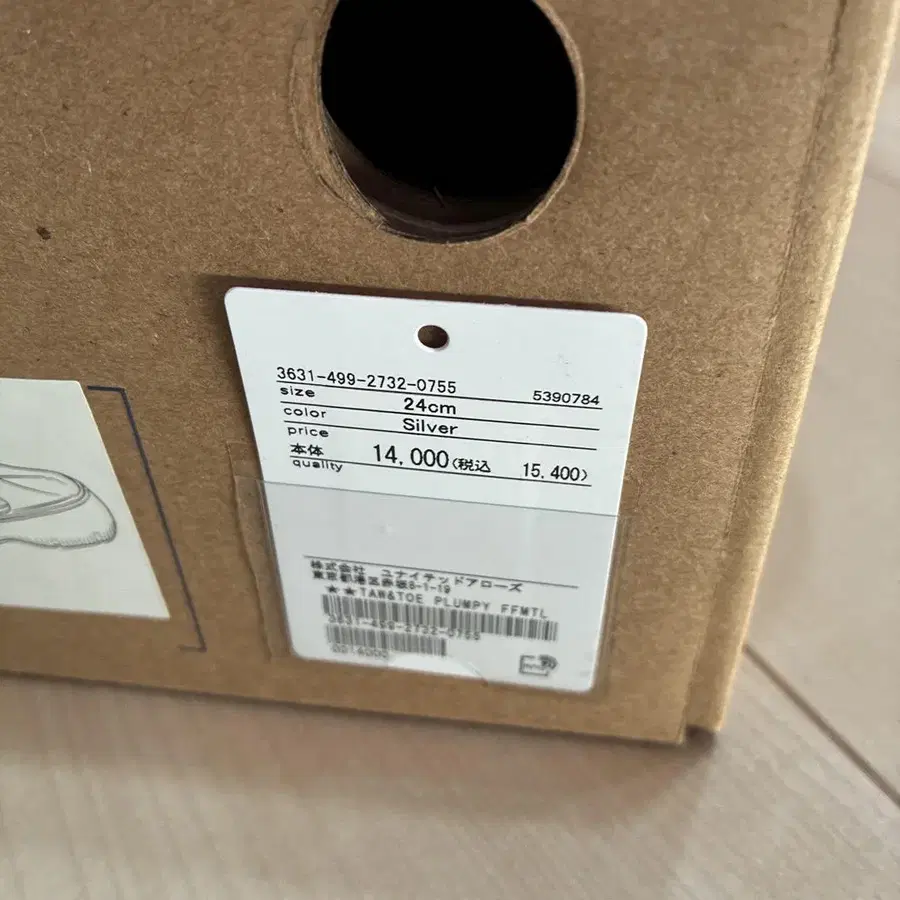 3631-499-2732-0755 5390784
size 24cm
color Silver
price
本体 14,000(税込 15,400)
quality
株式会社 ユナイテッドアローズ
東京都港区赤坂8-1-19
★★TAW&TOE PLUMPY FFMTL
3631-499-2732-0755